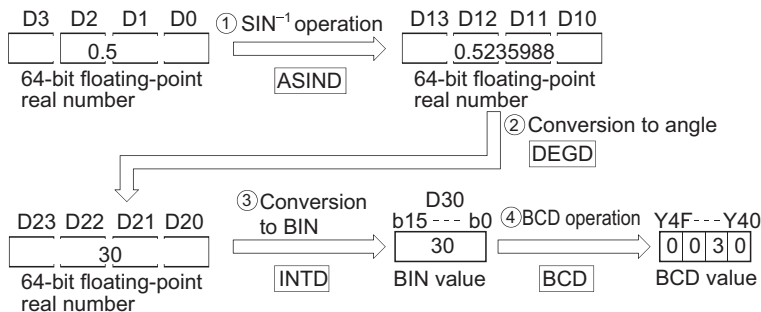 D3 D2 D1 D0
① SIN⁻¹ operation
D13 D12 D11 D10
0.5
0.5235988
64-bit floating-point
real number
ASIND
64-bit floating-point
real number
② Conversion to angle
DEGD
D23 D22 D21 D20
③ Conversion
to BIN
D30
b15 --- b0
④ BCD operation
Y4F---Y40
30
30
0 0 3 0
64-bit floating-point
real number
INTD
BIN value
BCD
BCD value